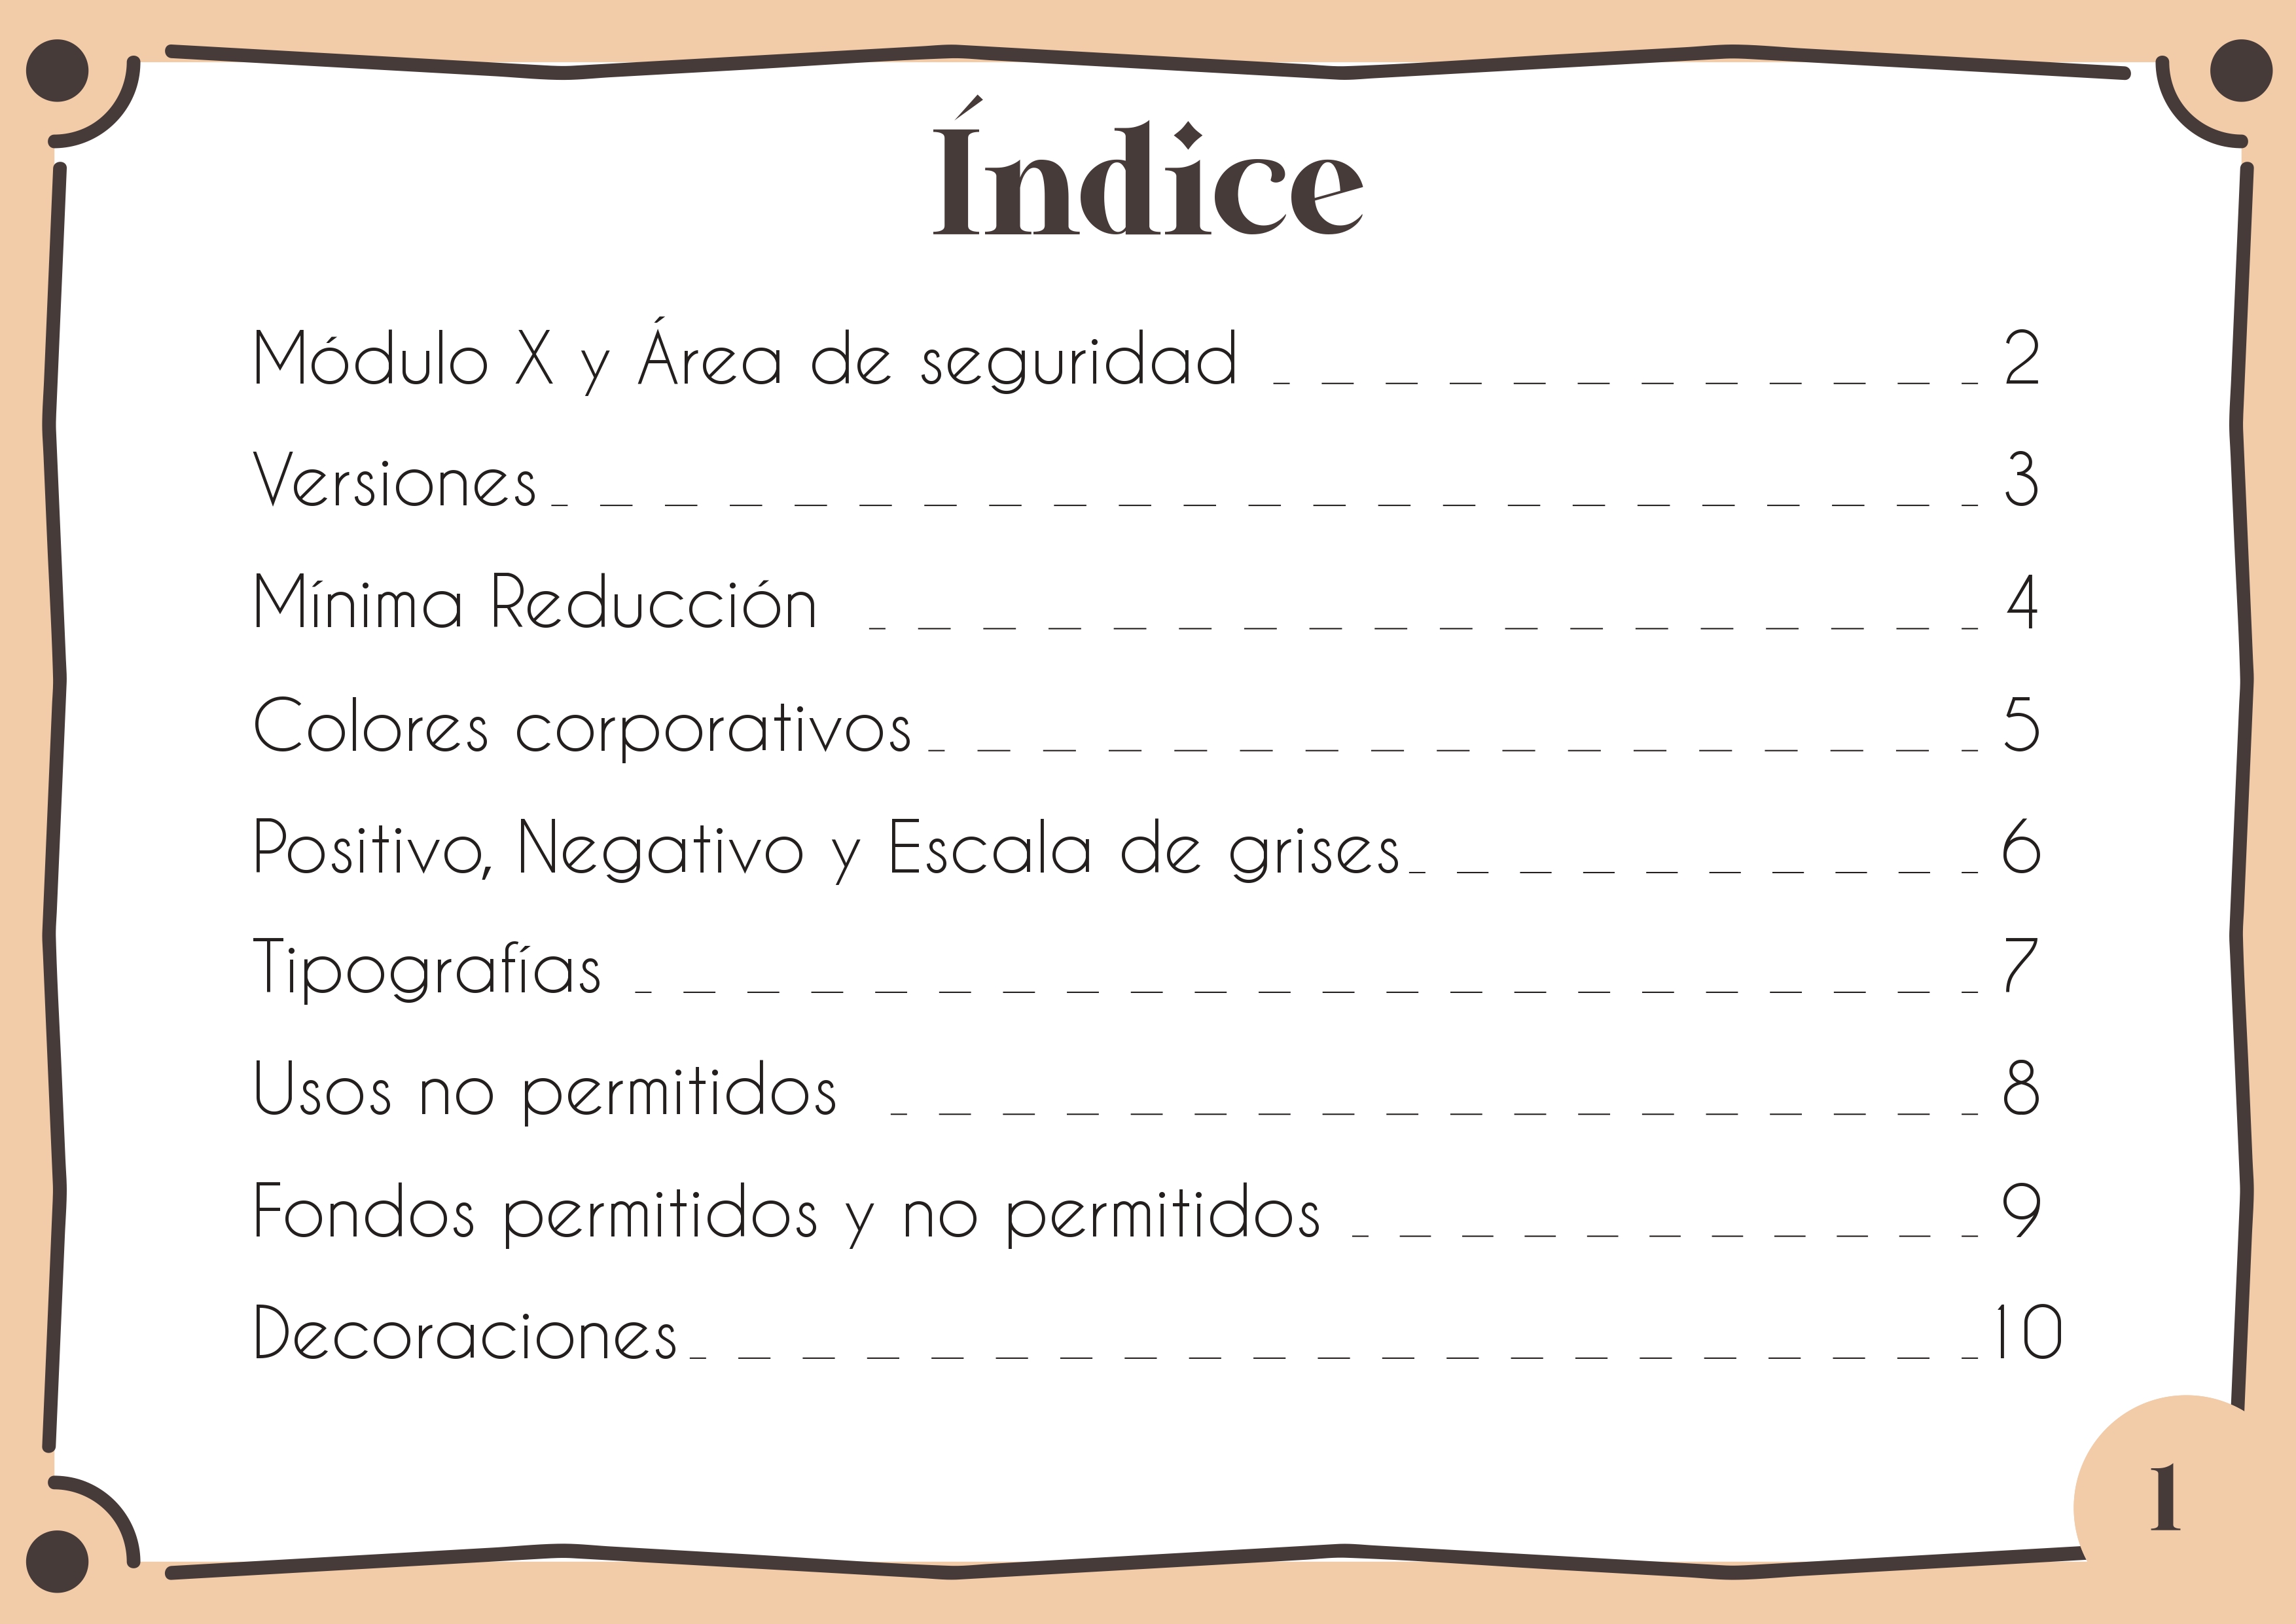 Índice
Módulo X y Área de seguridad _ _ _ _ _ _ _ _ _ _ _ _ 2
Versiones _ _ _ _ _ _ _ _ _ _ _ _ _ _ _ _ _ _ _ _ _ _ _ 3
Mínima Reducción _ _ _ _ _ _ _ _ _ _ _ _ _ _ _ _ _ _ 4
Colores corporativos _ _ _ _ _ _ _ _ _ _ _ _ _ _ _ _ _ 5
Positivo, Negativo y Escala de grises _ _ _ _ _ _ _ _ _ _ 6
Tipografías _ _ _ _ _ _ _ _ _ _ _ _ _ _ _ _ _ _ _ _ _ _ 7
Usos no permitidos _ _ _ _ _ _ _ _ _ _ _ _ _ _ _ _ _ _ 8
Fondos permitidos y no permitidos _ _ _ _ _ _ _ _ _ _ _ 9
Decoraciones _ _ _ _ _ _ _ _ _ _ _ _ _ _ _ _ _ _ _ _ _ 10
1